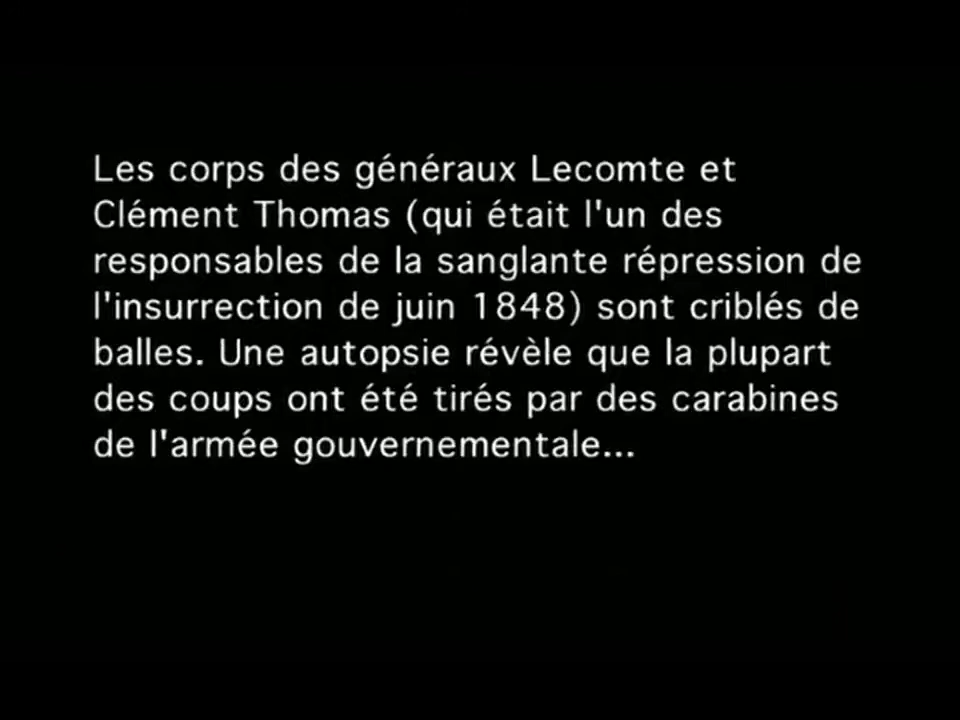 Les corps des généraux Lecomte et
Clément Thomas (qui était l'un des
responsables de la sanglante répression de
l'insurrection de juin 1848) sont criblés de
balles. Une autopsie révèle que la plupart
des coups ont été tirés par des carabines
de l'armée gouvernementale...